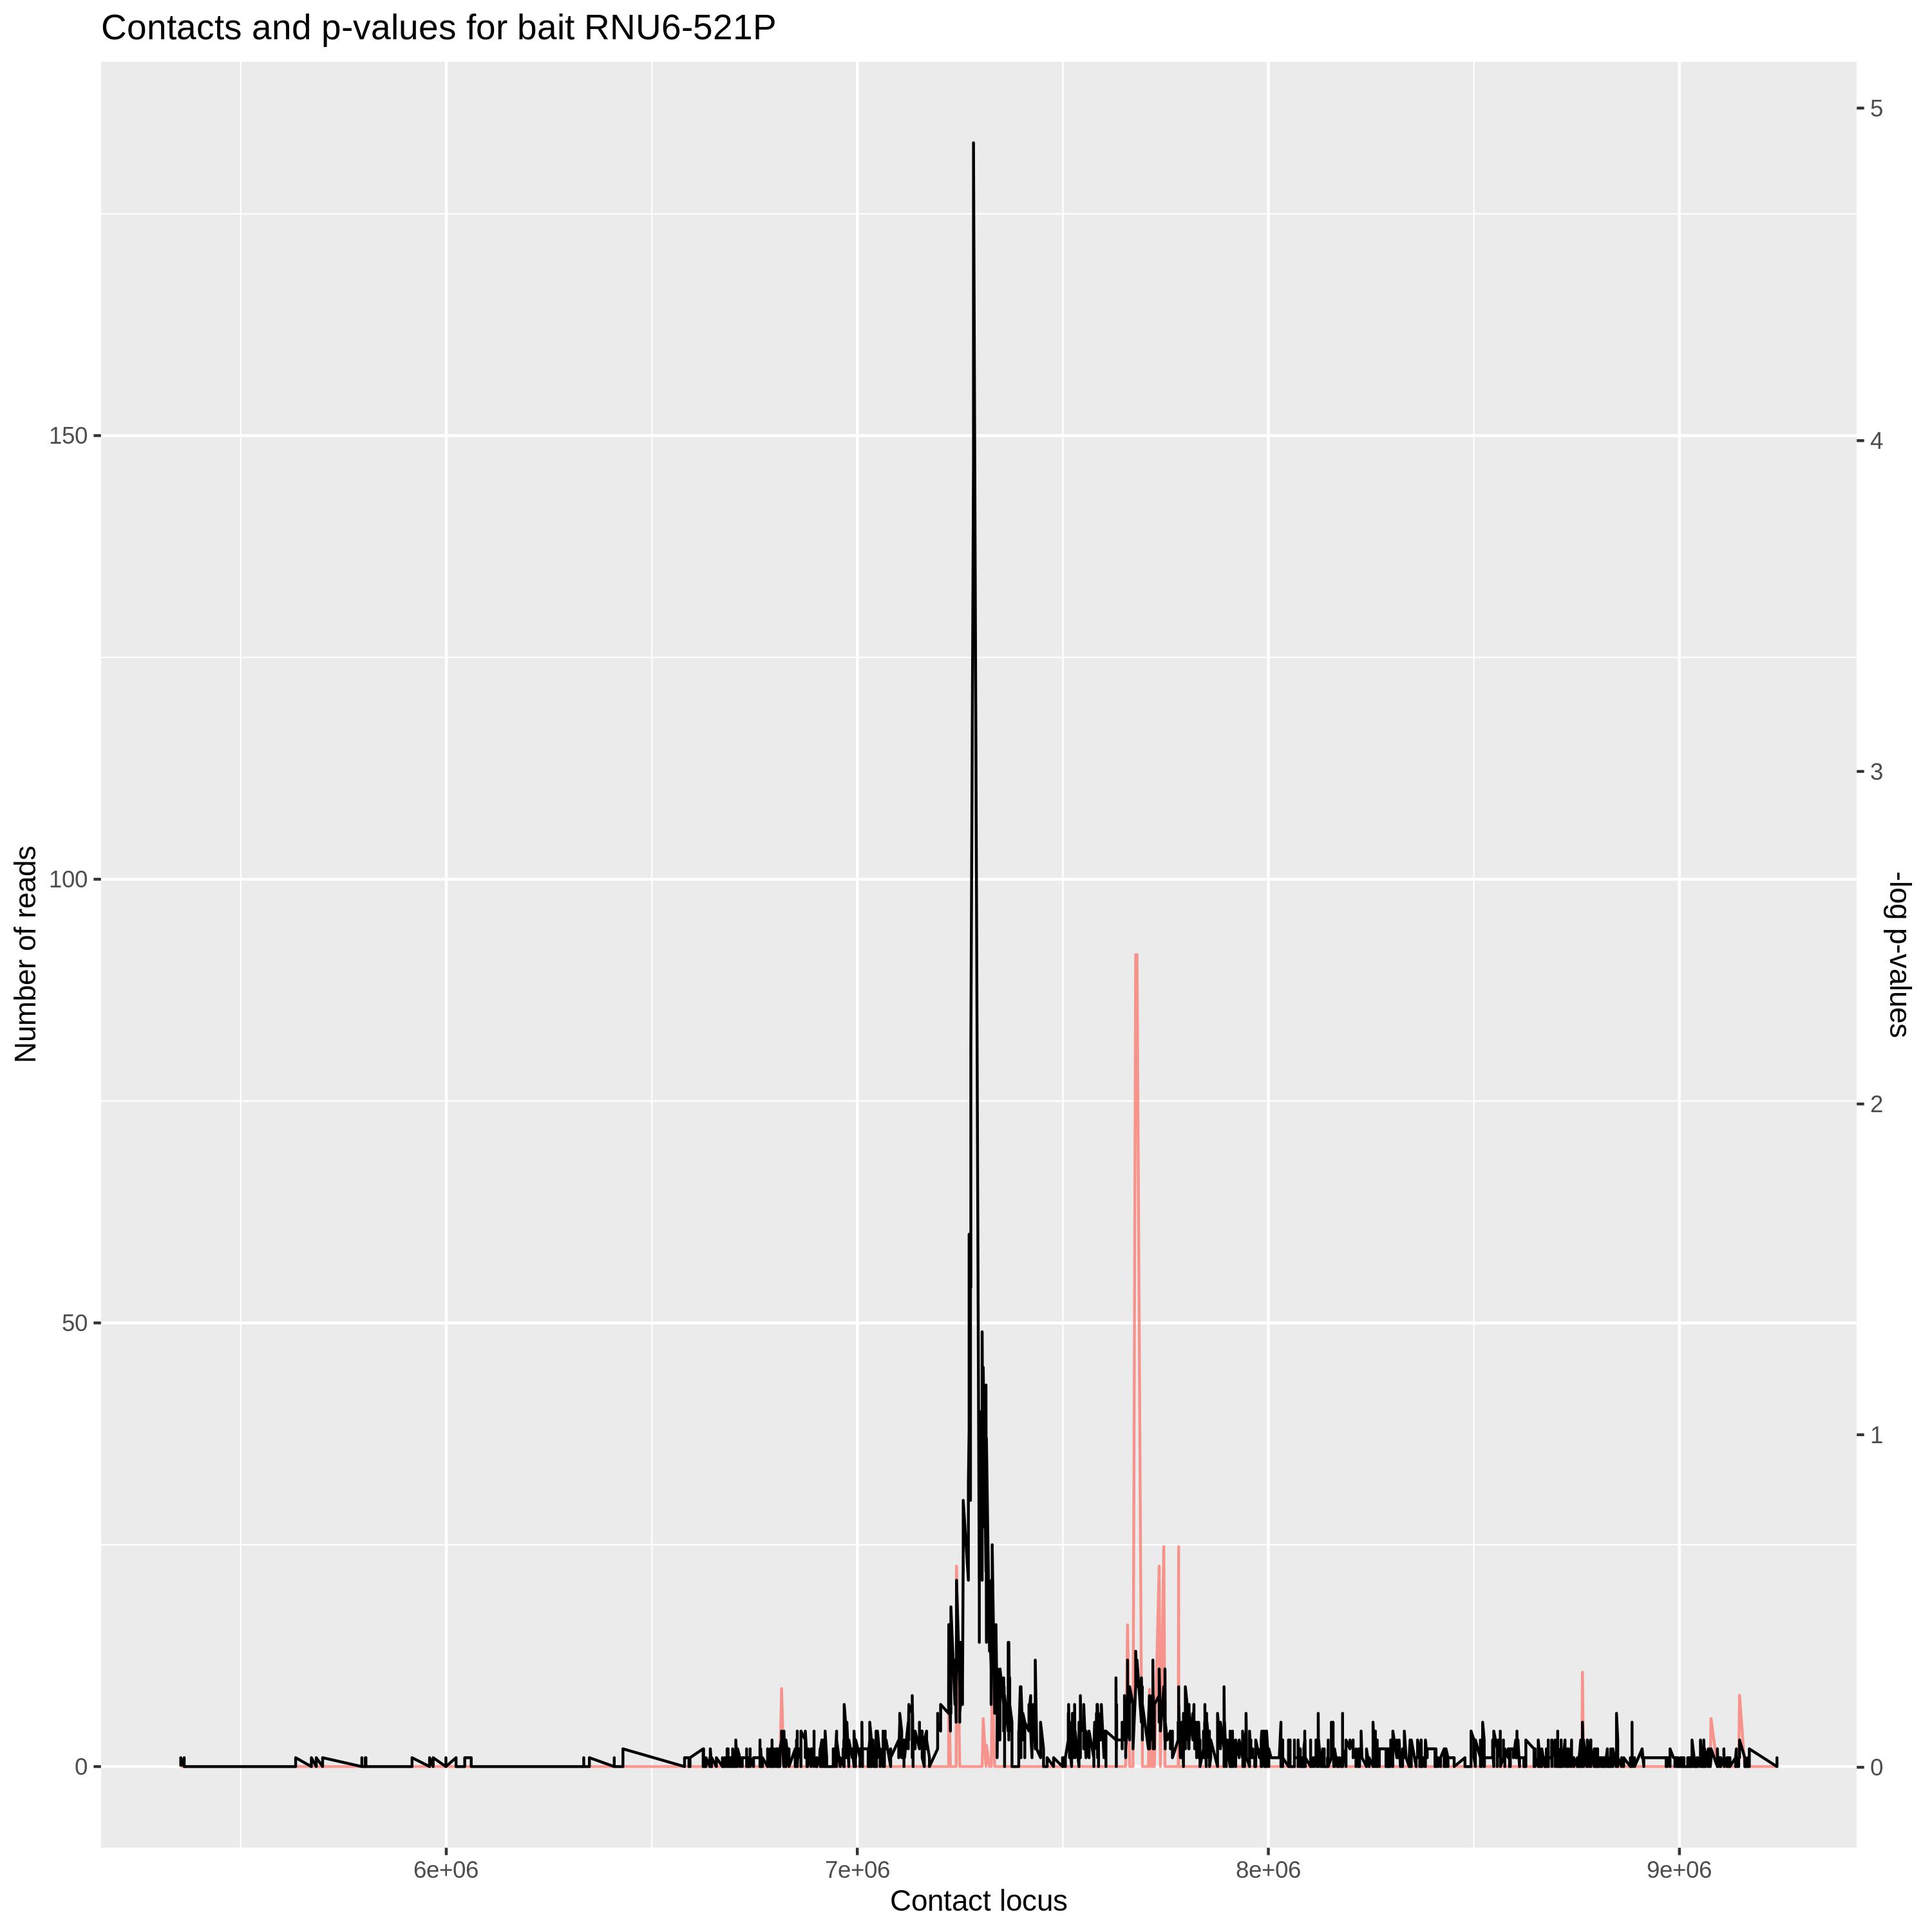 Contacts and p-values for bait RNU6-521P
Number of reads
150
100
50
0
5
4
3
2
1
0
-log p-values
6e+06
7e+06
8e+06
9e+06
Contact locus